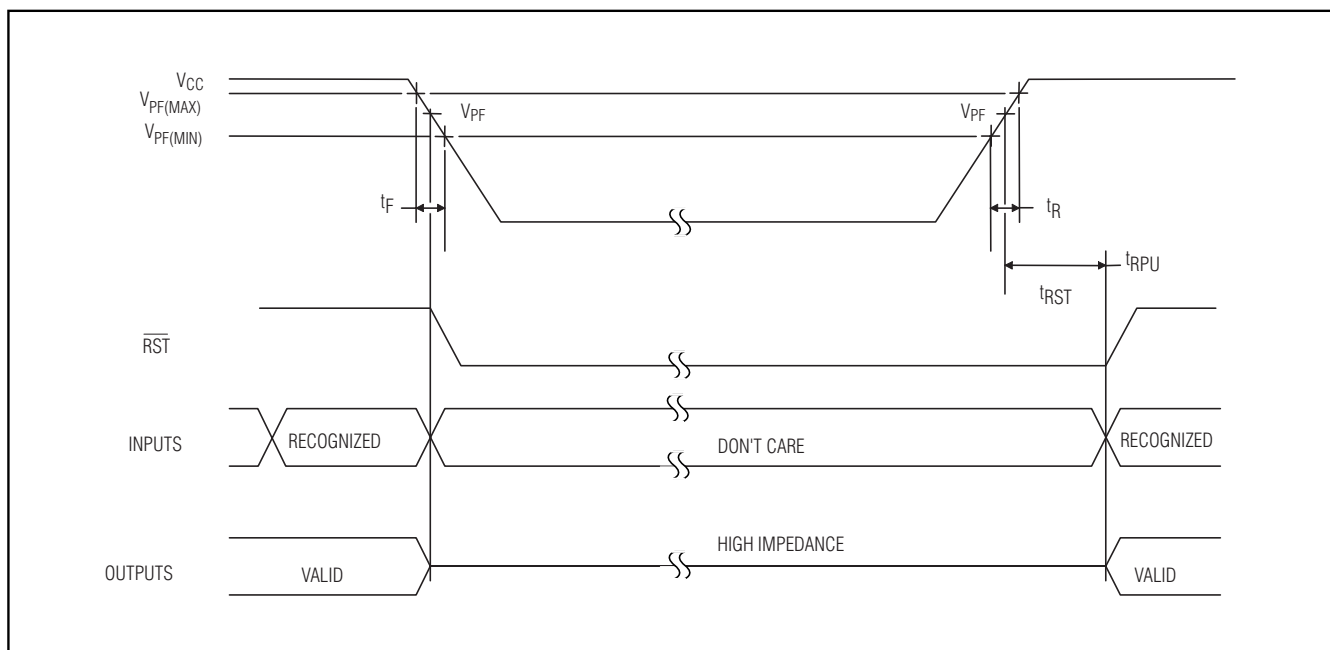 VCC
VPF(MAX)
VPF
VPF
VPF(MIN)
tF
tR
tRPU
tRST
RST
INPUTS
RECOGNIZED
DON'T CARE
RECOGNIZED
HIGH IMPEDANCE
OUTPUTS
VALID
VALID